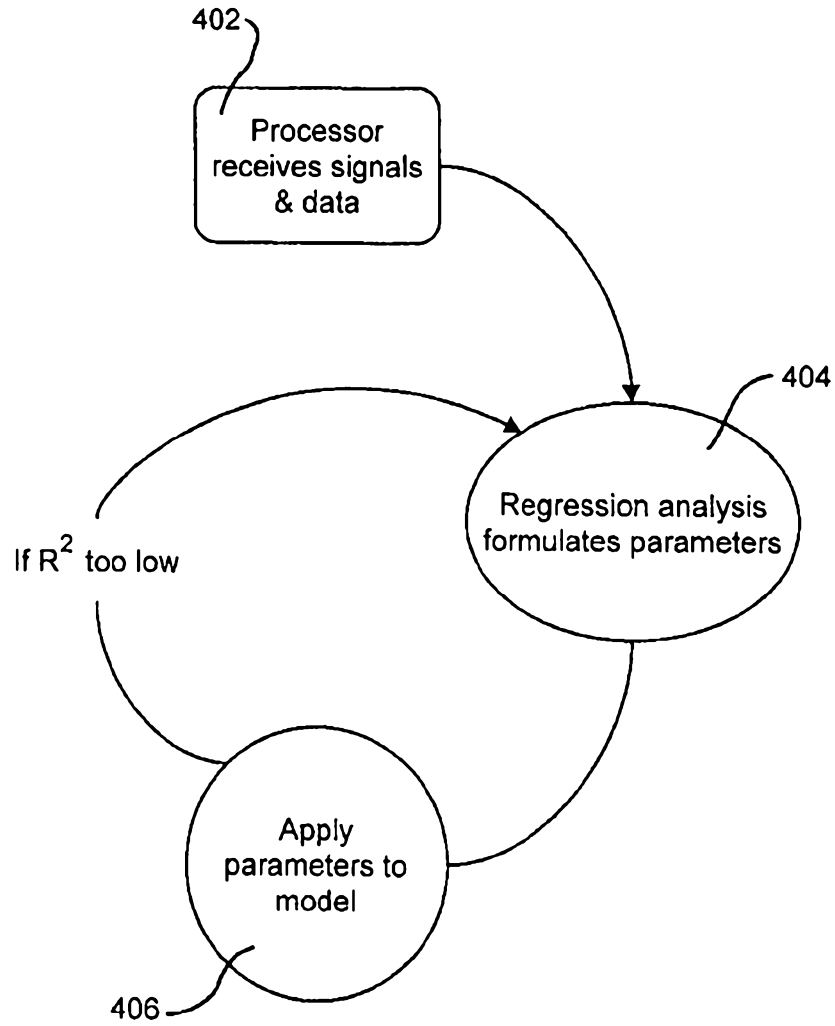 402
Processor
receives signals
& data
404
Regression analysis
formulates parameters
If R² too low
Apply
parameters to
model
406